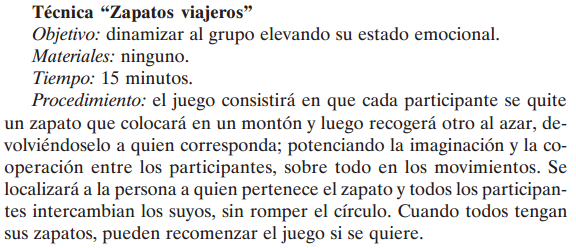 Técnica “Zapatos viajeros”
Objetivo: dinamizar al grupo elevando su estado emocional.
Materiales: ninguno.
Tiempo: 15 minutos.
Procedimiento: el juego consistirá en que cada participante se quite
un zapato que colocará en un montón y luego recogerá otro al azar, de-
volviéndoselo a quien corresponda; potenciando la imaginación y la co-
operación entre los participantes, sobre todo en los movimientos. Se
localizará a la persona a quien pertenece el zapato y todos los participan-
tes intercambian los suyos, sin romper el círculo. Cuando todos tengan
sus zapatos, pueden recomenzar el juego si se quiere.